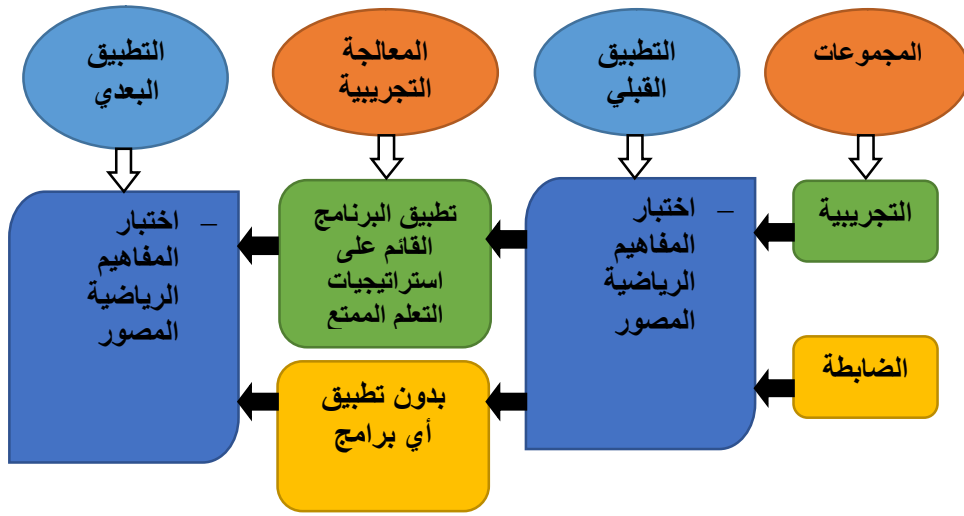 المجموعات
التطبيق
القبلي
المعالجة
التجريبية
التطبيق
البعدي
التجريبية
– اختبار
المفاهيم
الرياضية
المصور
تطبيق البرنامج
القائم على
استراتيجيات
التعلم الممتع
– اختبار
المفاهيم
الرياضية
المصور
الضابطة
بدون تطبيق
أي برامج